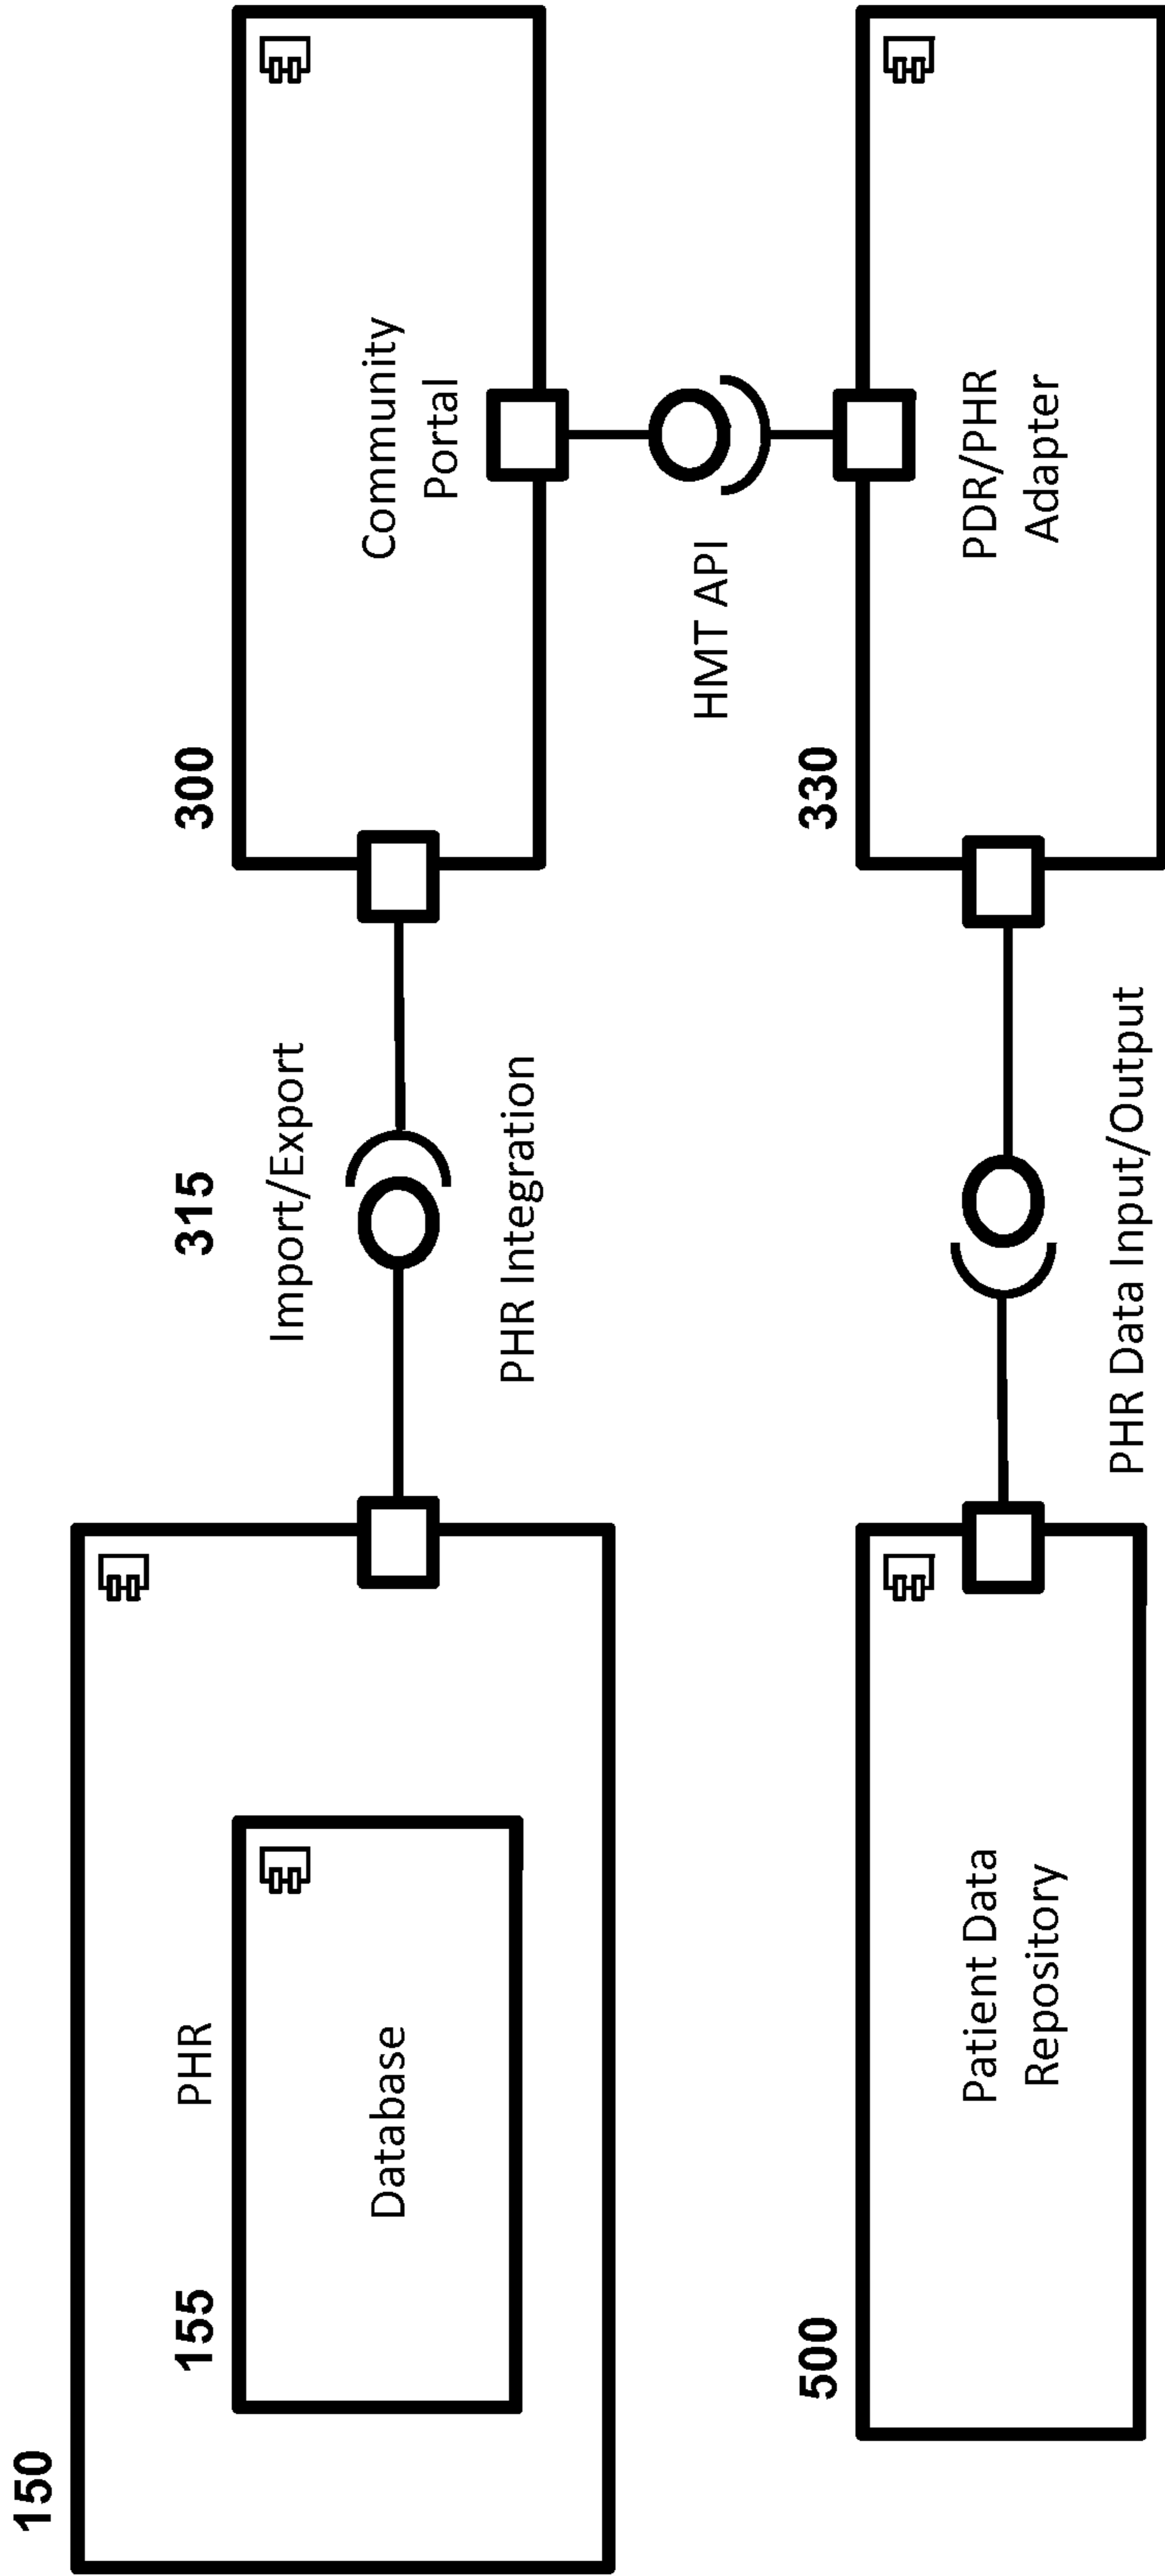 150
155
PHR
Database
315
Import/Export
PHR Integration
300
Community
Portal
HMT API
500
Patient Data
Repository
PHR Data Input/Output
330
PDR/PHR
Adapter